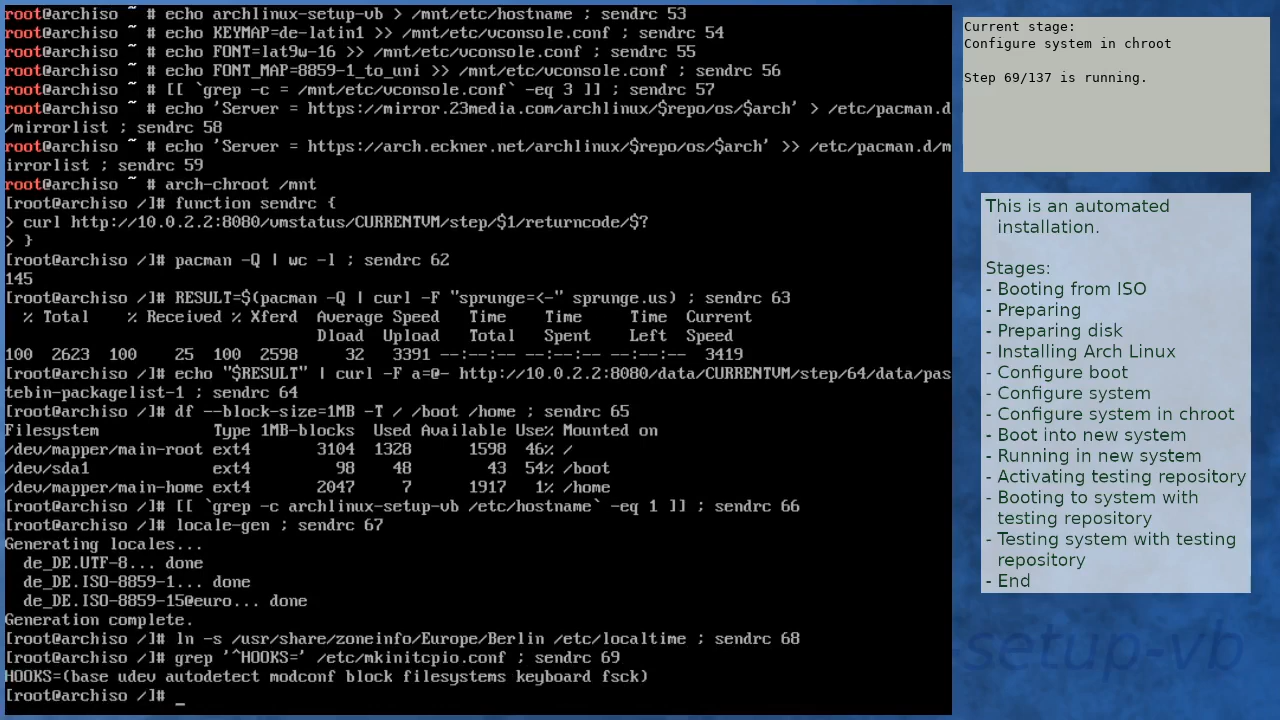 root@archiso ~ # echo archlinux-setup-vb > /mnt/etc/hostname ; sendrc 53
root@archiso ~ # echo KEYMAP=de-latin1 >> /mnt/etc/vconsole.conf ; sendrc 54
root@archiso ~ # echo FONT=lat9w-16 >> /mnt/etc/vconsole.conf ; sendrc 55
root@archiso ~ # echo FONT_MAP=8859-1_to_uni >> /mnt/etc/vconsole.conf ; sendrc 56
root@archiso ~ # [[ `grep -c = /mnt/etc/vconsole.conf` -eq 3 ]] ; sendrc 57
root@archiso ~ # echo 'Server = https://mirror.23media.com/archlinux/$repo/os/$arch' > /etc/pacman.d
/mirrorlist ; sendrc 58
root@archiso ~ # echo 'Server = https://arch.eckner.net/archlinux/$repo/os/$arch' >> /etc/pacman.d/m
irrorlist ; sendrc 59
root@archiso ~ # arch-chroot /mnt
[root@archiso /]# function sendrc {
> curl http://10.0.2.2:8080/vmstatus/CURRENTVM/step/$1/returncode/$?
> }
[root@archiso /]# pacman -Q | wc -l ; sendrc 62
145
[root@archiso /]# RESULT=$(pacman -Q | curl -F "sprunge=<-" sprunge.us) ; sendrc 63
  % Total    % Received % Xferd  Average Speed   Time    Time     Time  Current
                                 Dload  Upload   Total   Spent    Left  Speed
100  2623  100    25  100  2598     32   3391 --:--:-- --:--:-- --:--:--  3419
[root@archiso /]# echo "$RESULT" | curl -F a=@- http://10.0.2.2:8080/data/CURRENTVM/step/64/data/pas
tebin-packagelist-1 ; sendrc 64
[root@archiso /]# df --block-size=1MB -T / /boot /home ; sendrc 65
Filesystem            Type 1MB-blocks  Used Available Use% Mounted on
/dev/mapper/main-root ext4       3104  1328      1598  46% /
/dev/sda1             ext4         98    48        43  54% /boot
/dev/mapper/main-home ext4       2047     7      1917   1% /home
[root@archiso /]# [[ `grep -c archlinux-setup-vb /etc/hostname` -eq 1 ]] ; sendrc 66
[root@archiso /]# locale-gen ; sendrc 67
Generating locales...
  de_DE.UTF-8... done
  de_DE.ISO-8859-1... done
  de_DE.ISO-8859-15@euro... done
Generation complete.
[root@archiso /]# ln -s /usr/share/zoneinfo/Europe/Berlin /etc/localtime ; sendrc 68
[root@archiso /]# grep '^HOOKS=' /etc/mkinitcpio.conf ; sendrc 69
HOOKS=(base udev autodetect modconf block filesystems keyboard fsck)
[root@archiso /]# _
Current stage:
Configure system in chroot
Step 69/137 is running.
This is an automated
installation.
Stages:
- Booting from ISO
- Preparing
- Preparing disk
- Installing Arch Linux
- Configure boot
- Configure system
- Configure system in chroot
- Boot into new system
- Running in new system
- Activating testing repository
- Booting to system with
testing repository
- Testing system with testing
repository
- End
-setup-vb